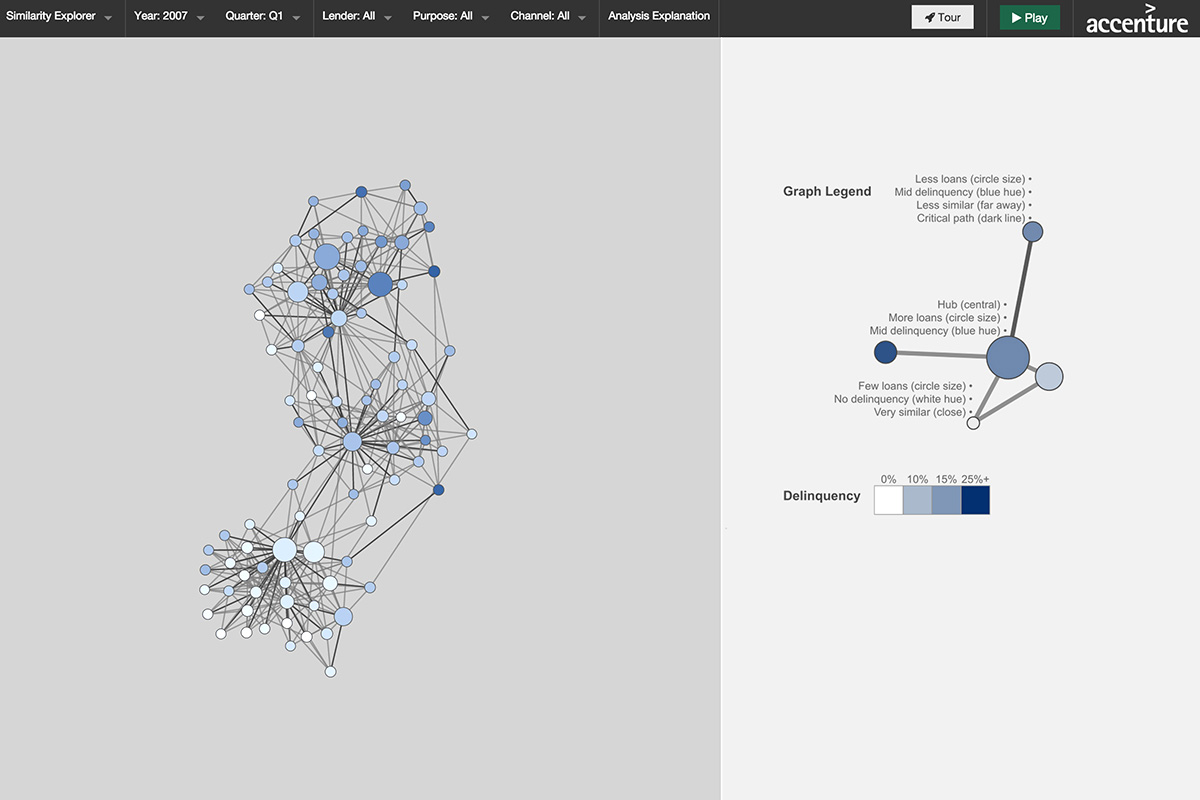 Similarity Explorer
Year: 2007
Quarter: Q1
Lender: All
Purpose: All
Channel: All
Analysis Explanation
Tour
Play
>
accenture
Graph Legend
Less loans (circle size) •
Mid delinquency (blue hue) •
Less similar (far away) •
Critical path (dark line) •
Hub (central) •
More loans (circle size) •
Mid delinquency (blue hue) •
Few loans (circle size) •
No delinquency (white hue) •
Very similar (close) •
Delinquency
0% 10% 15% 25%+